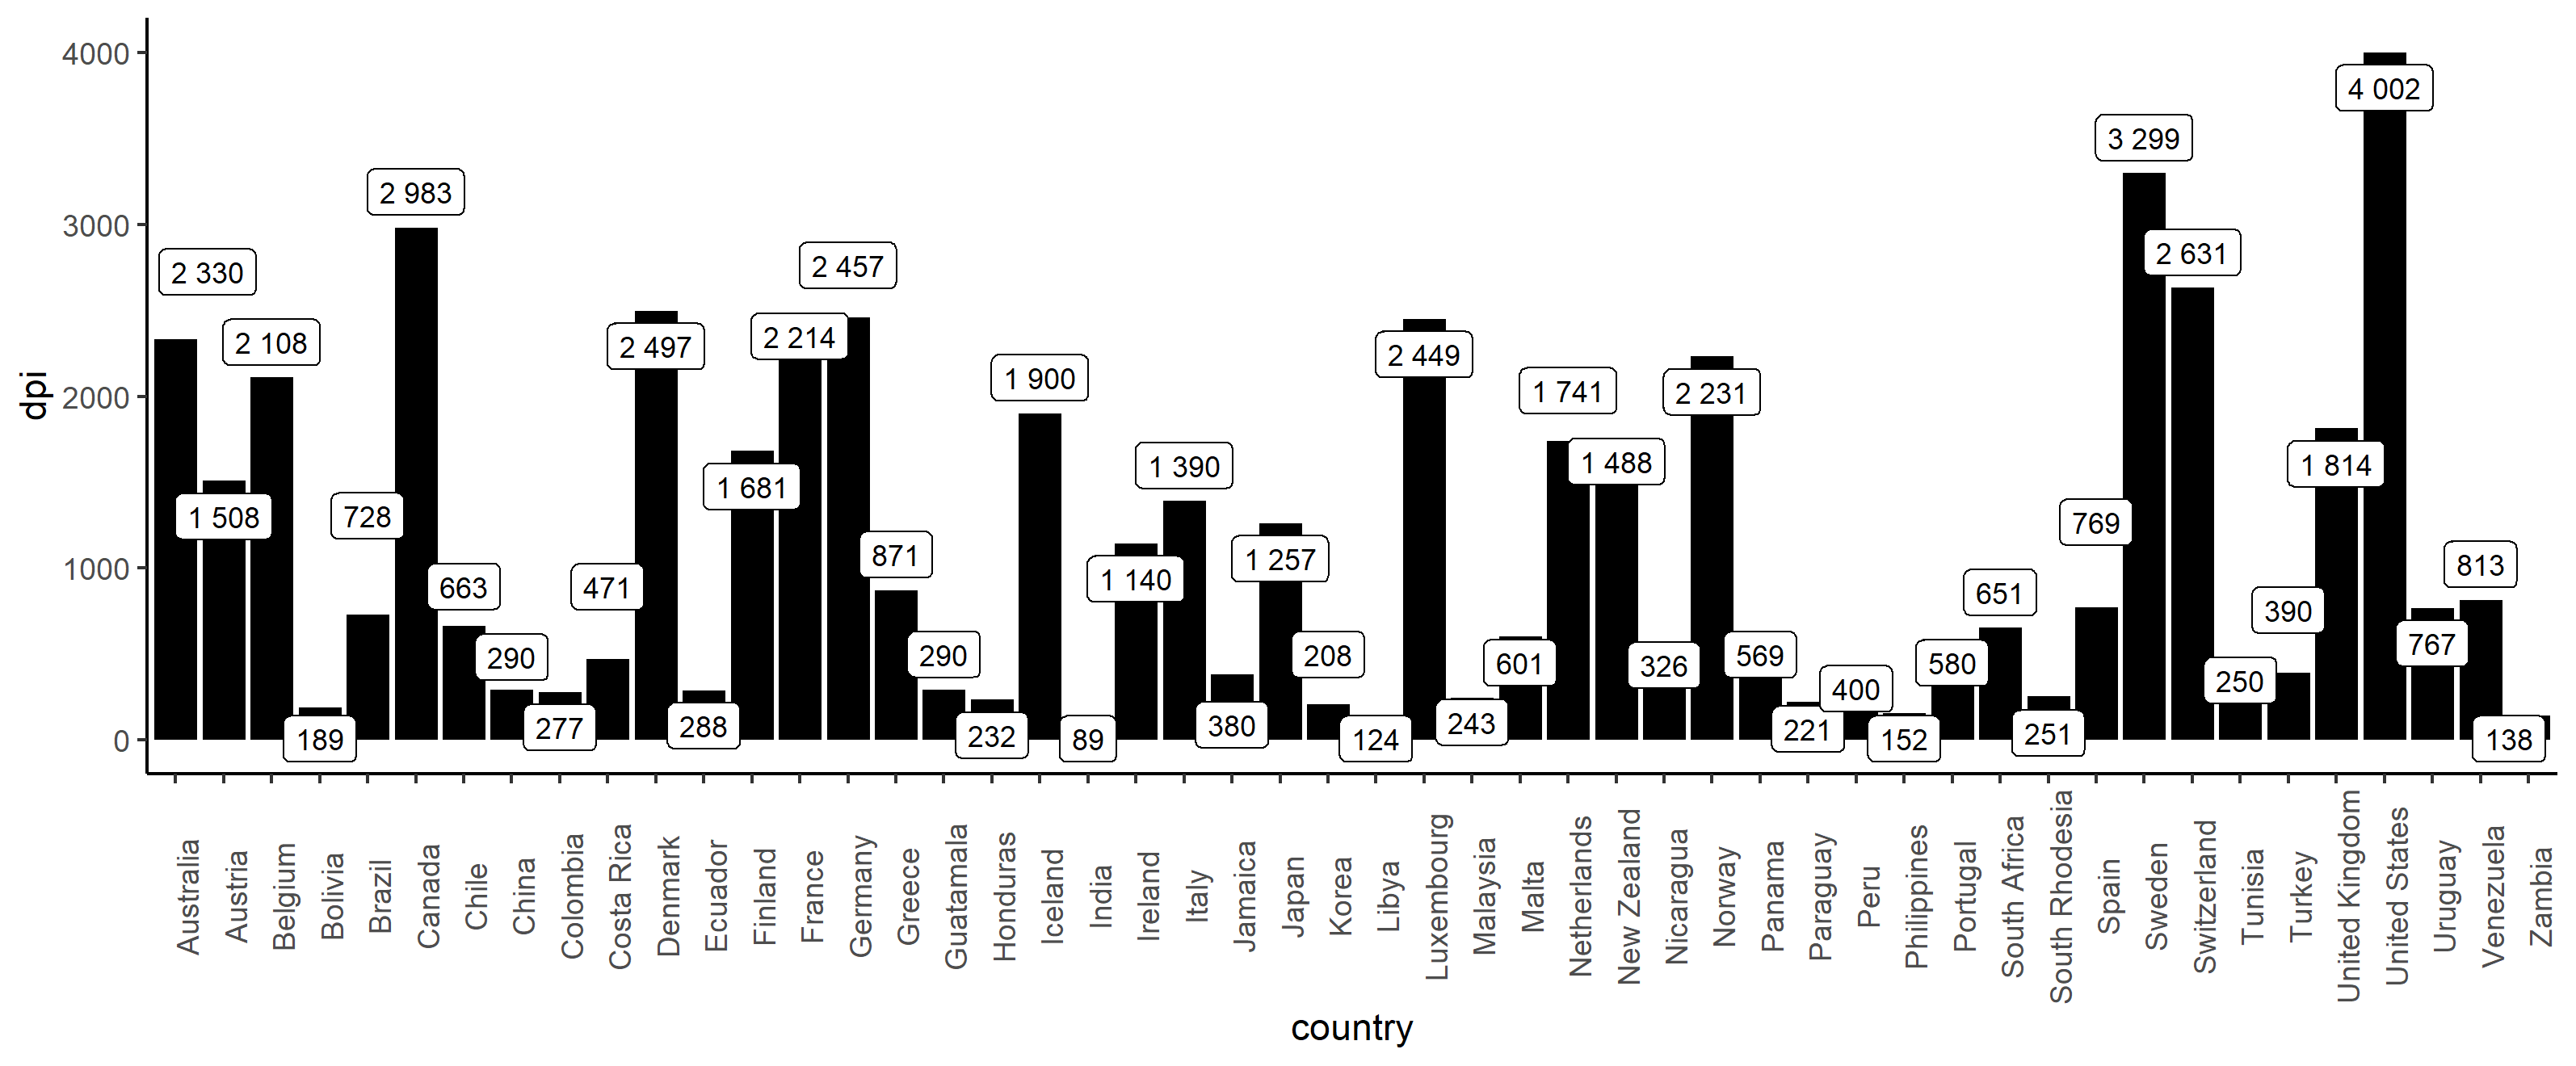 dpi
4000
3000
2000
1000
0
2 330
1 508
2 108
189
728
2 983
663
290
277
471
2 497
288
1 681
2 214
2 457
871
290
232
1 900
89
1 140
1 390
380
1 257
208
124
2 449
243
601
1 741
1 488
326
2 231
569
221
400
152
580
651
251
769
3 299
2 631
250
390
1 814
4 002
767
813
138
Australia
Austria
Belgium
Bolivia
Brazil
Canada
Chile
China
Colombia
Costa Rica
Denmark
Ecuador
Finland
France
Germany
Greece
Guatamala
Honduras
Iceland
India
Ireland
Italy
Jamaica
Japan
Korea
Libya
Luxembourg
Malaysia
Malta
Netherlands
New Zealand
Nicaragua
Norway
Panama
Paraguay
Peru
Philippines
Portugal
South Africa
South Rhodesia
Spain
Sweden
Switzerland
Tunisia
Turkey
United Kingdom
United States
Uruguay
Venezuela
Zambia
country